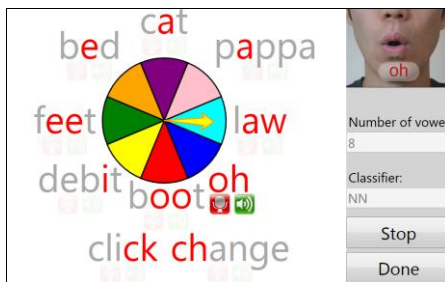 cat
bed
pappa
feet
law
debit
boot
oh
click change
oh
Number of vowe
8
Classifier:
NN
Stop
Done